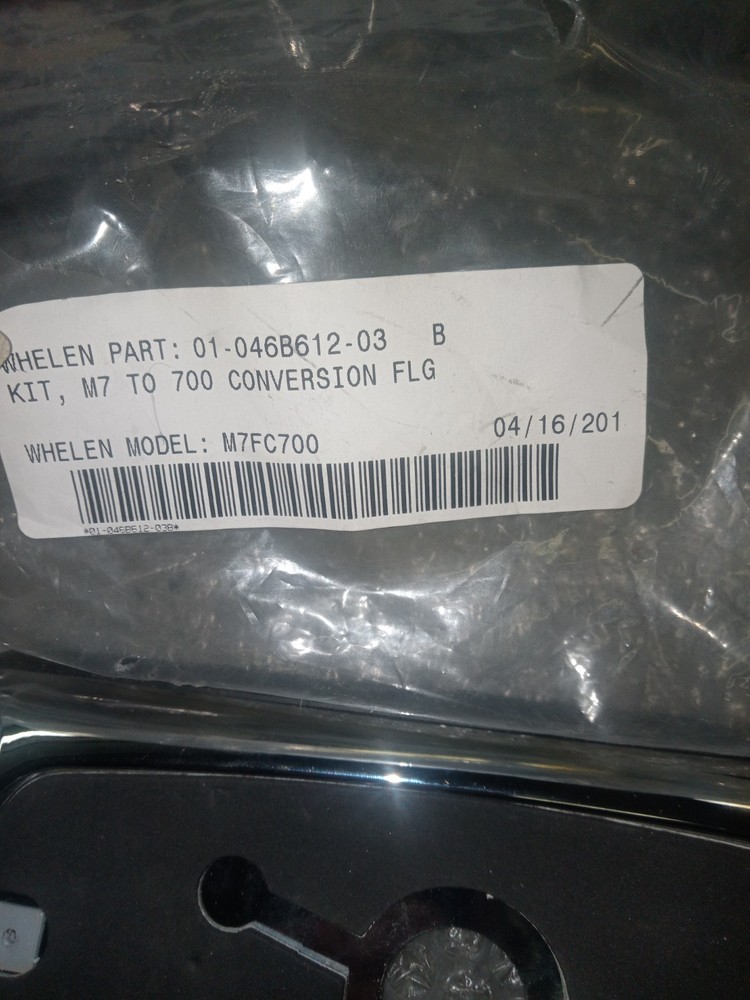 WHELEN PART: 01-046B612-03 B
KIT, M7 TO 700 CONVERSION FLG
WHELEN MODEL: M7FC700 04/16/201
*01-046B612-03B*